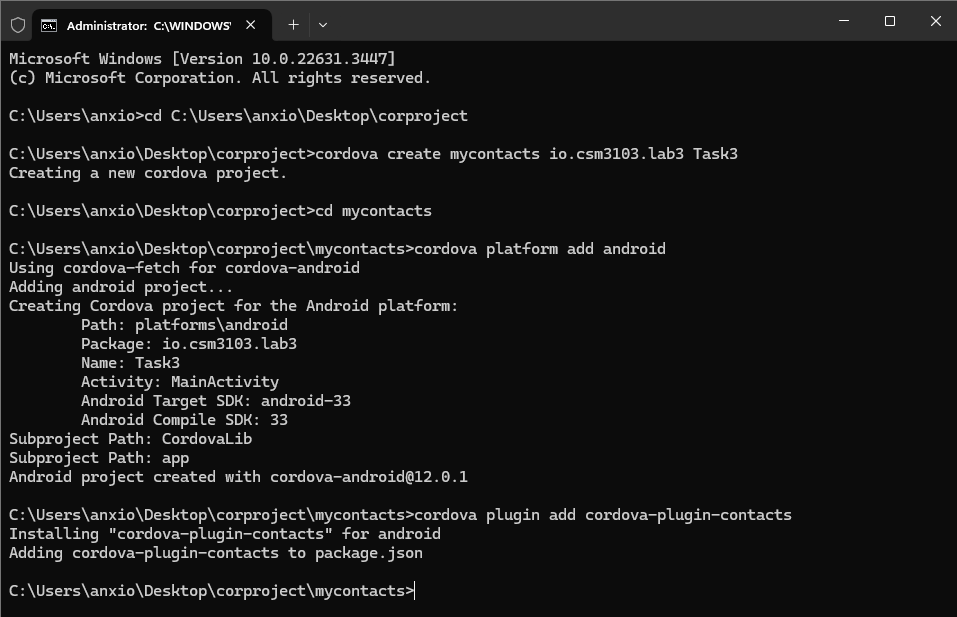 Administrator: C:\WINDOWS'
Microsoft Windows [Version 10.0.22631.3447]
(c) Microsoft Corporation. All rights reserved.
C:\Users\anxio>cd C:\Users\anxio\Desktop\corproject
C:\Users\anxio\Desktop\corproject>cordova create mycontacts io.csm3103.lab3 Task3
Creating a new cordova project.
C:\Users\anxio\Desktop\corproject>cd mycontacts
C:\Users\anxio\Desktop\corproject\mycontacts>cordova platform add android
Using cordova-fetch for cordova-android
Adding android project...
Creating Cordova project for the Android platform:
        Path: platforms\android
        Package: io.csm3103.lab3
        Name: Task3
        Activity: MainActivity
        Android Target SDK: android-33
        Android Compile SDK: 33
Subproject Path: CordovaLib
Subproject Path: app
Android project created with cordova-android@12.0.1
C:\Users\anxio\Desktop\corproject\mycontacts>cordova plugin add cordova-plugin-contacts
Installing "cordova-plugin-contacts" for android
Adding cordova-plugin-contacts to package.json
C:\Users\anxio\Desktop\corproject\mycontacts>